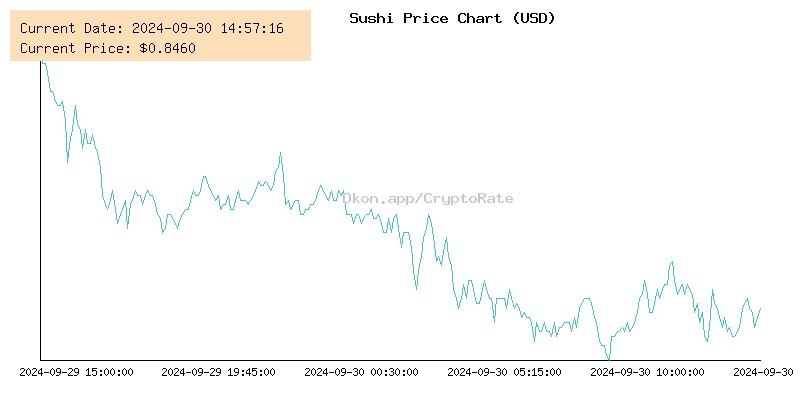 Sushi Price Chart (USD)
Current Date: 2024-09-30 14:57:16
Current Price: $0.8460
Dkon.app/CryptoRate
2024-09-29 15:00:00 2024-09-29 19:45:00 2024-09-30 00:30:00 2024-09-30 05:15:00 2024-09-30 10:00:00 2024-09-30